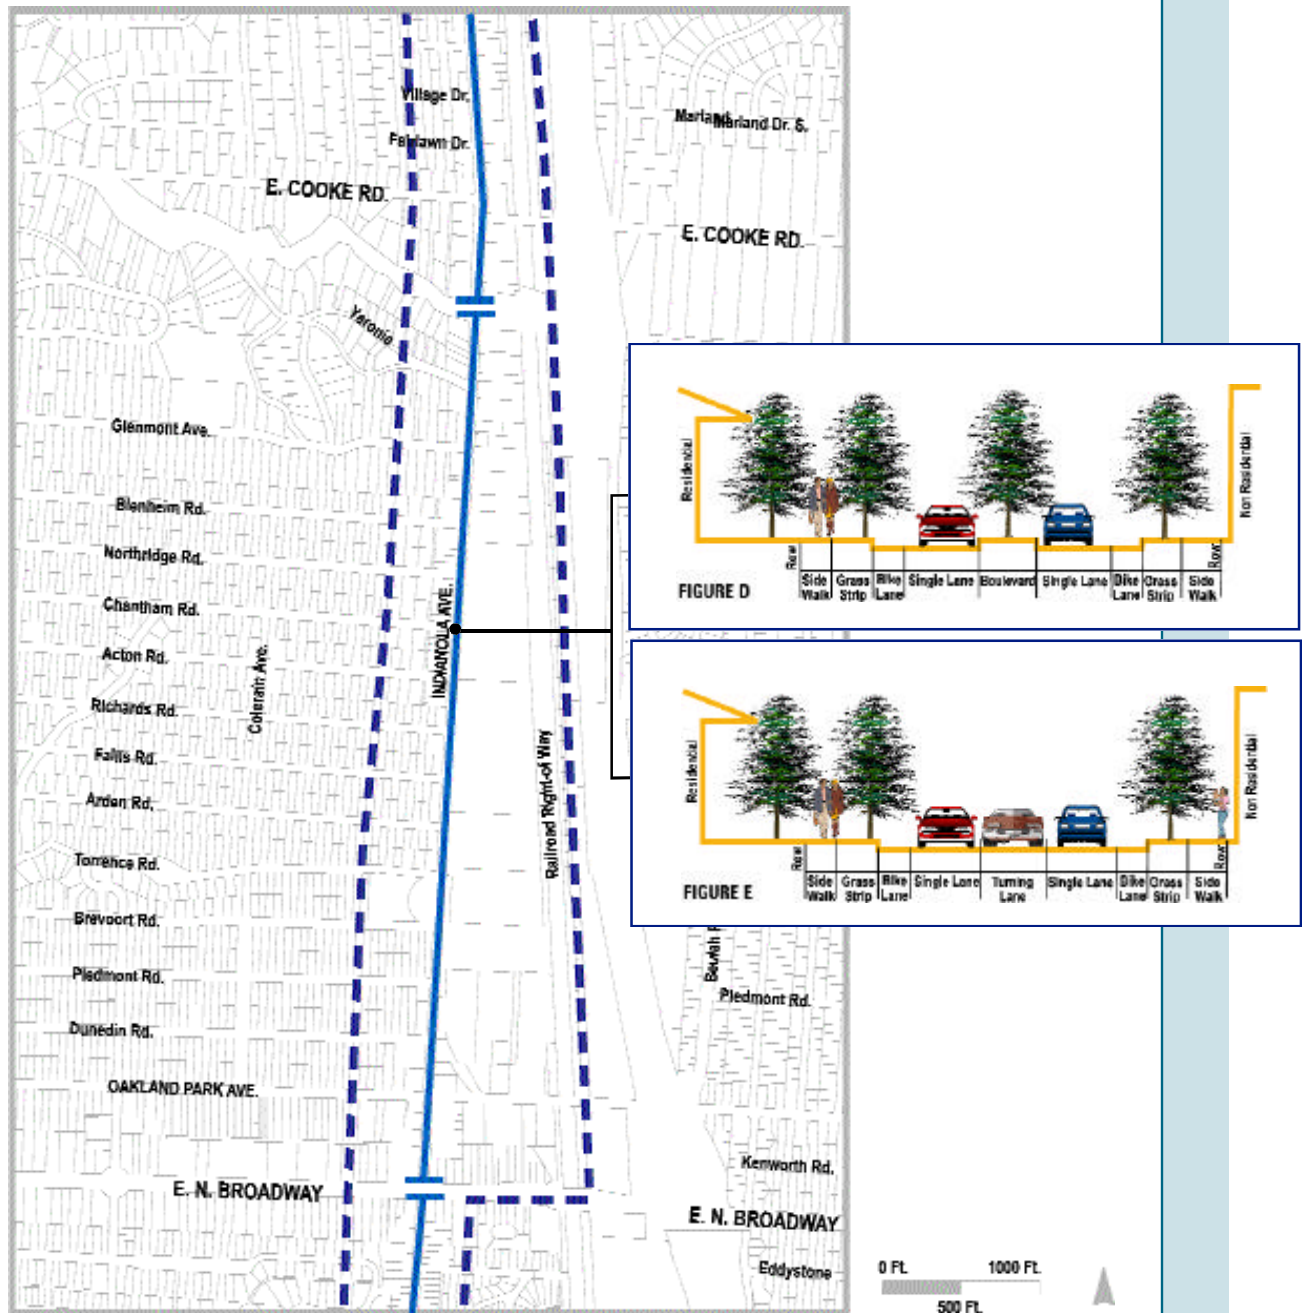 Village Dr.
Fairlawn Dr.
Marland
Marland Dr. S.
E. COOKE RD.
E. COOKE RD.
Yaronia
Glenmont Ave.
Blenheim Rd.
Northridge Rd.
Chantham Rd.
Acton Rd.
Richards Rd.
Fallis Rd.
Arden Rd.
Torrence Rd.
Brevoort Rd.
Piedmont Rd.
Dunedin Rd.
OAKLAND PARK AVE.
E. N. BROADWAY
Colerain Ave.
INDIANOLA AVE.
Railroad Right-of Way
Residential
Non Residential
Row
Side Walk
Grass Strip
Bike Lane
Single Lane
Boulevard
Single Lane
Bike Lane
Grass Strip
Side Walk
Row
FIGURE D
Residential
Non Residential
Row
Side Walk
Grass Strip
Bike Lane
Single Lane
Turning Lane
Single Lane
Bike Lane
Grass Strip
Side Walk
Row
FIGURE E
Beulah
Piedmont Rd.
Kenworth Rd.
E. N. BROADWAY
Eddystone
0 Ft.
1000 Ft.
500 Ft.